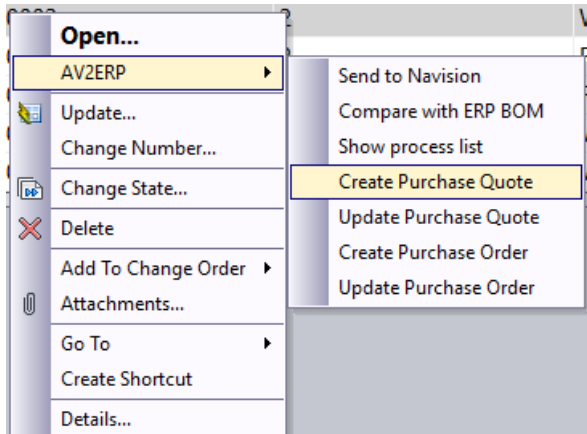 Open...
AV2ERP
Update...
Change Number...
Change State...
Delete
Add To Change Order
Attachments...
Go To
Create Shortcut
Details...
Send to Navision
Compare with ERP BOM
Show process list
Create Purchase Quote
Update Purchase Quote
Create Purchase Order
Update Purchase Order